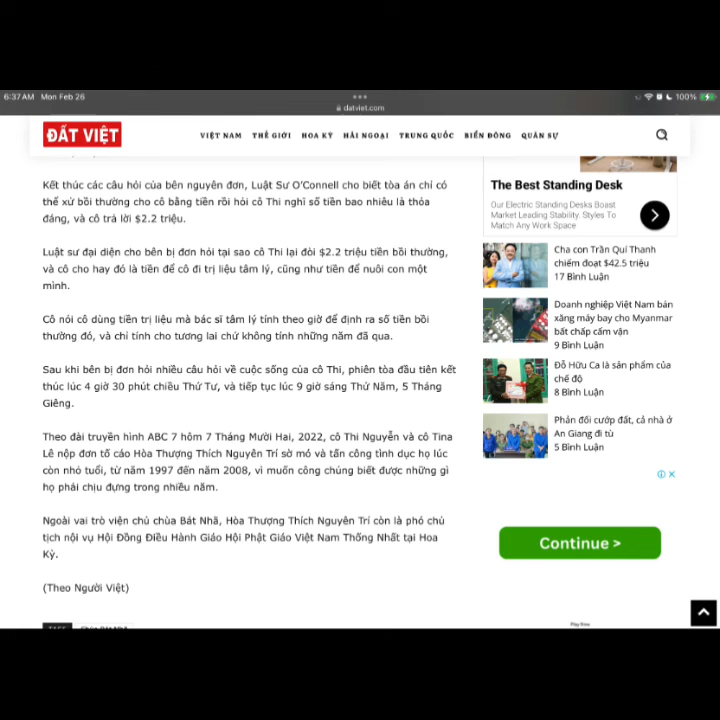 6:37 AM Mon Feb 26
100%
datviet.com
ĐẤT VIỆT
VIỆT NAM THẾ GIỚI HOA KỲ HẢI NGOẠI TRUNG QUỐC BIỂN ĐÔNG QUÂN SỰ
Kết thúc các câu hỏi của bên nguyên đơn, Luật Sư O'Connell cho biết tòa án chỉ có
thể xử bồi thường cho cô bằng tiền rồi hỏi cô Thi nghĩ số tiền bao nhiêu là thỏa
đáng, và cô trả lời $2.2 triệu.
Luật sư đại diện cho bên bị đơn hỏi tại sao cô Thi lại đòi $2.2 triệu tiền bồi thường,
và cô cho hay đó là tiền để cô đi trị liệu tâm lý, cũng như tiền để nuôi con một
mình.
Cô nói cô dùng tiền trị liệu mà bác sĩ tâm lý tính theo giờ để định ra số tiền bồi
thường đó, và chỉ tính cho tương lai chứ không tính những năm đã qua.
Sau khi bên bị đơn hỏi nhiều câu hỏi về cuộc sống của cô Thi, phiên tòa đầu tiên kết
thúc lúc 4 giờ 30 phút chiều Thứ Tư, và tiếp tục lúc 9 giờ sáng Thứ Năm, 5 Tháng
Giêng.
Theo đài truyền hình ABC 7 hôm 7 Tháng Mười Hai, 2022, cô Thi Nguyễn và cô Tina
Lê nộp đơn tố cáo Hòa Thượng Thích Nguyên Trí sờ mó và tấn công tình dục họ lúc
còn nhỏ tuổi, từ năm 1997 đến năm 2008, vì muốn công chúng biết được những gì
họ phải chịu đựng trong nhiều năm.
Ngoài vai trò viện chủ chùa Bát Nhã, Hòa Thượng Thích Nguyên Trí còn là phó chủ
tịch nội vụ Hội Đồng Điều Hành Giáo Hội Phật Giáo Việt Nam Thống Nhất tại Hoa
Kỳ.
(Theo Người Việt)
The Best Standing Desk
Our Electric Standing Desks Boast
Market Leading Stability. Styles To
Match Any Work Space
Cha con Trần Quí Thanh
chiếm đoạt $42.5 triệu
17 Bình Luận
Doanh nghiệp Việt Nam bán
xăng máy bay cho Myanmar
bất chấp cấm vận
9 Bình Luận
Đỗ Hữu Ca là sản phẩm của
chế độ
8 Bình Luận
Phản đối cướp đất, cả nhà ở
An Giang đi tù
5 Bình Luận
Continue >
Play Now